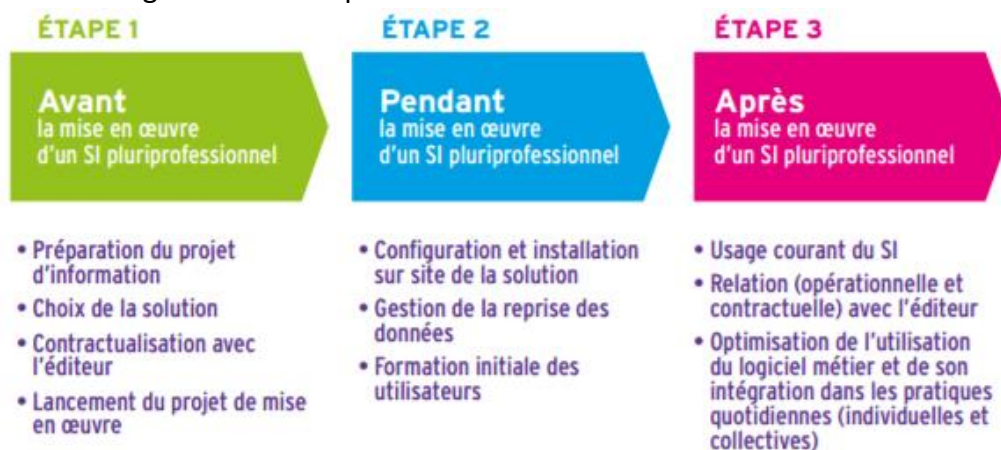 ÉTAPE 1
Avant
la mise en œuvre
d'un SI pluriprofessionnel
• Préparation du projet
d'information
• Choix de la solution
• Contractualisation avec
l'éditeur
• Lancement du projet de mise
en œuvre
ÉTAPE 2
Pendant
la mise en œuvre
d'un SI pluriprofessionnel
• Configuration et installation
sur site de la solution
• Gestion de la reprise des
données
• Formation initiale des
utilisateurs
ÉTAPE 3
Après
la mise en œuvre
d'un SI pluriprofessionnel
• Usage courant du SI
• Relation (opérationnelle et
contractuelle) avec l'éditeur
• Optimisation de l'utilisation
du logiciel métier et de son
intégration dans les pratiques
quotidiennes (individuelles et
collectives)